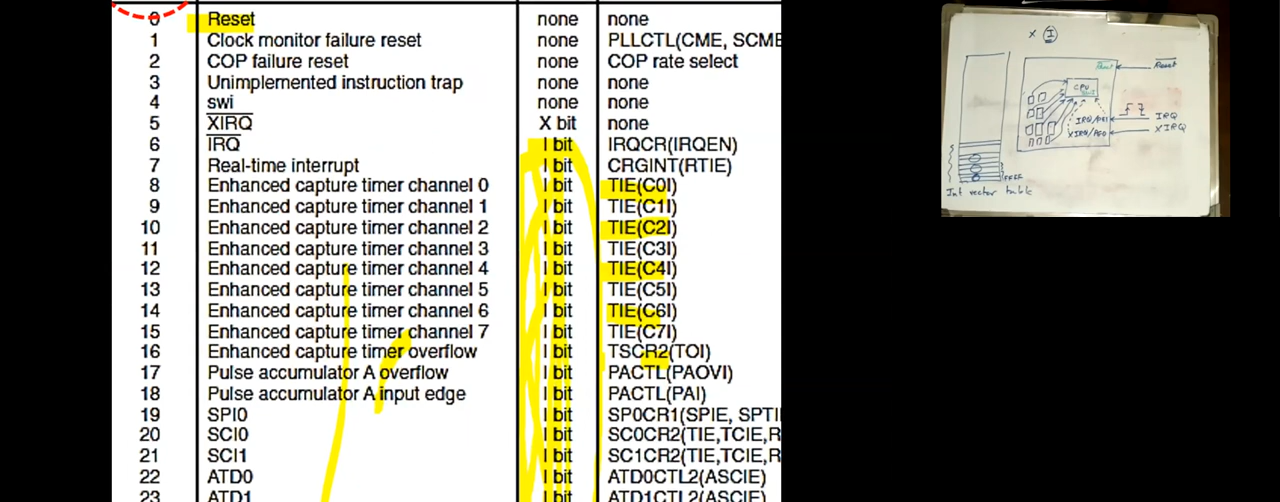 0 Reset none none
1 Clock monitor failure reset none PLLCTL(CME, SCME
2 COP failure reset none COP rate select
3 Unimplemented instruction trap none none
4 swi none none
5 XIRQ X bit none
6 IRQ I bit IRQCR(IRQEN)
7 Real-time interrupt I bit CRGINT(RTIE)
8 Enhanced capture timer channel 0 I bit TIE(C0I)
9 Enhanced capture timer channel 1 I bit TIE(C1I)
10 Enhanced capture timer channel 2 I bit TIE(C2I)
11 Enhanced capture timer channel 3 I bit TIE(C3I)
12 Enhanced capture timer channel 4 I bit TIE(C4I)
13 Enhanced capture timer channel 5 I bit TIE(C5I)
14 Enhanced capture timer channel 6 I bit TIE(C6I)
15 Enhanced capture timer channel 7 I bit TIE(C7I)
16 Enhanced capture timer overflow I bit TSCR2(TOI)
17 Pulse accumulator A overflow I bit PACTL(PAOVI)
18 Pulse accumulator A input edge I bit PACTL(PAI)
19 SPI0 I bit SP0CR1(SPIE, SPTI
20 SCI0 I bit SC0CR2(TIE,TCIE,R
21 SCI1 I bit SC1CR2(TIE,TCIE,R
22 ATD0 I bit ATD0CTL2(ASCIE)
23 ATD1 I bit ATD1CTL2(ASCIE)
X I
Reset
CPU
IRQ/PE1 IRQ
XIRQ/PE0 XIRQ
FFFF
Int vector table